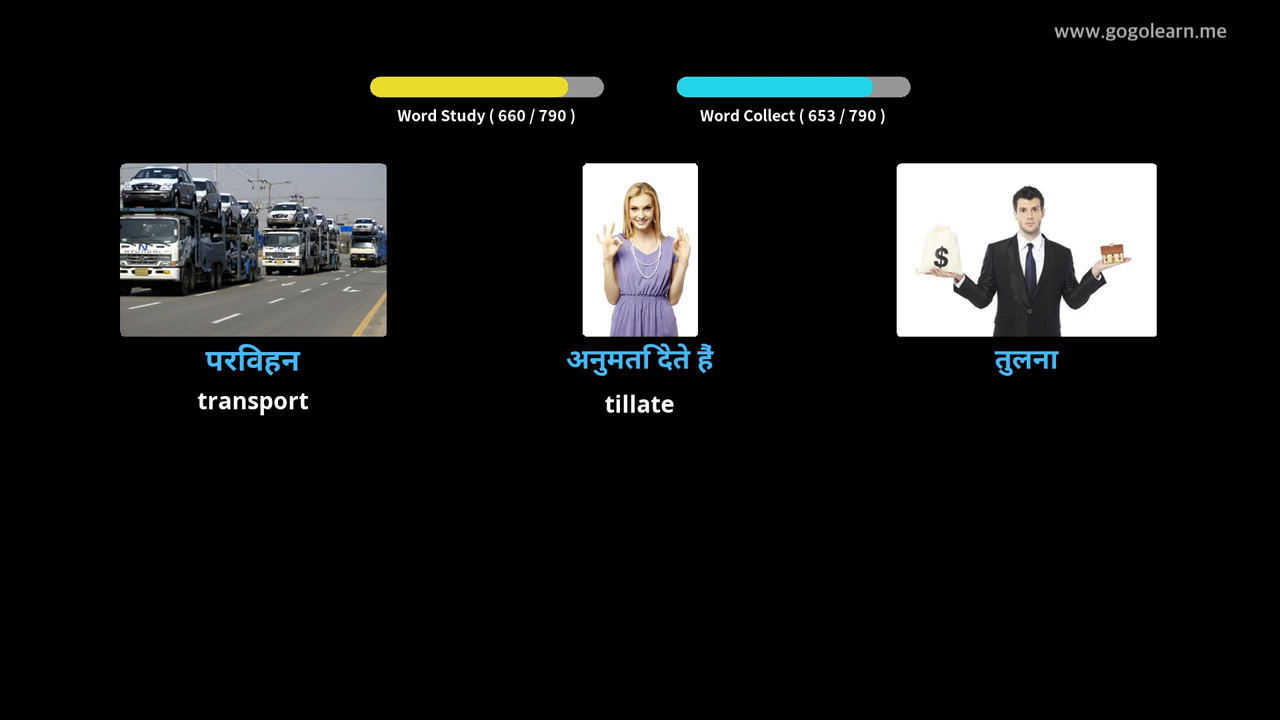 www.gogolearn.me
Word Study ( 660 / 790 )
Word Collect ( 653 / 790 )
परिवहन
अनुमति देते हैं
तुलना
transport
tillate